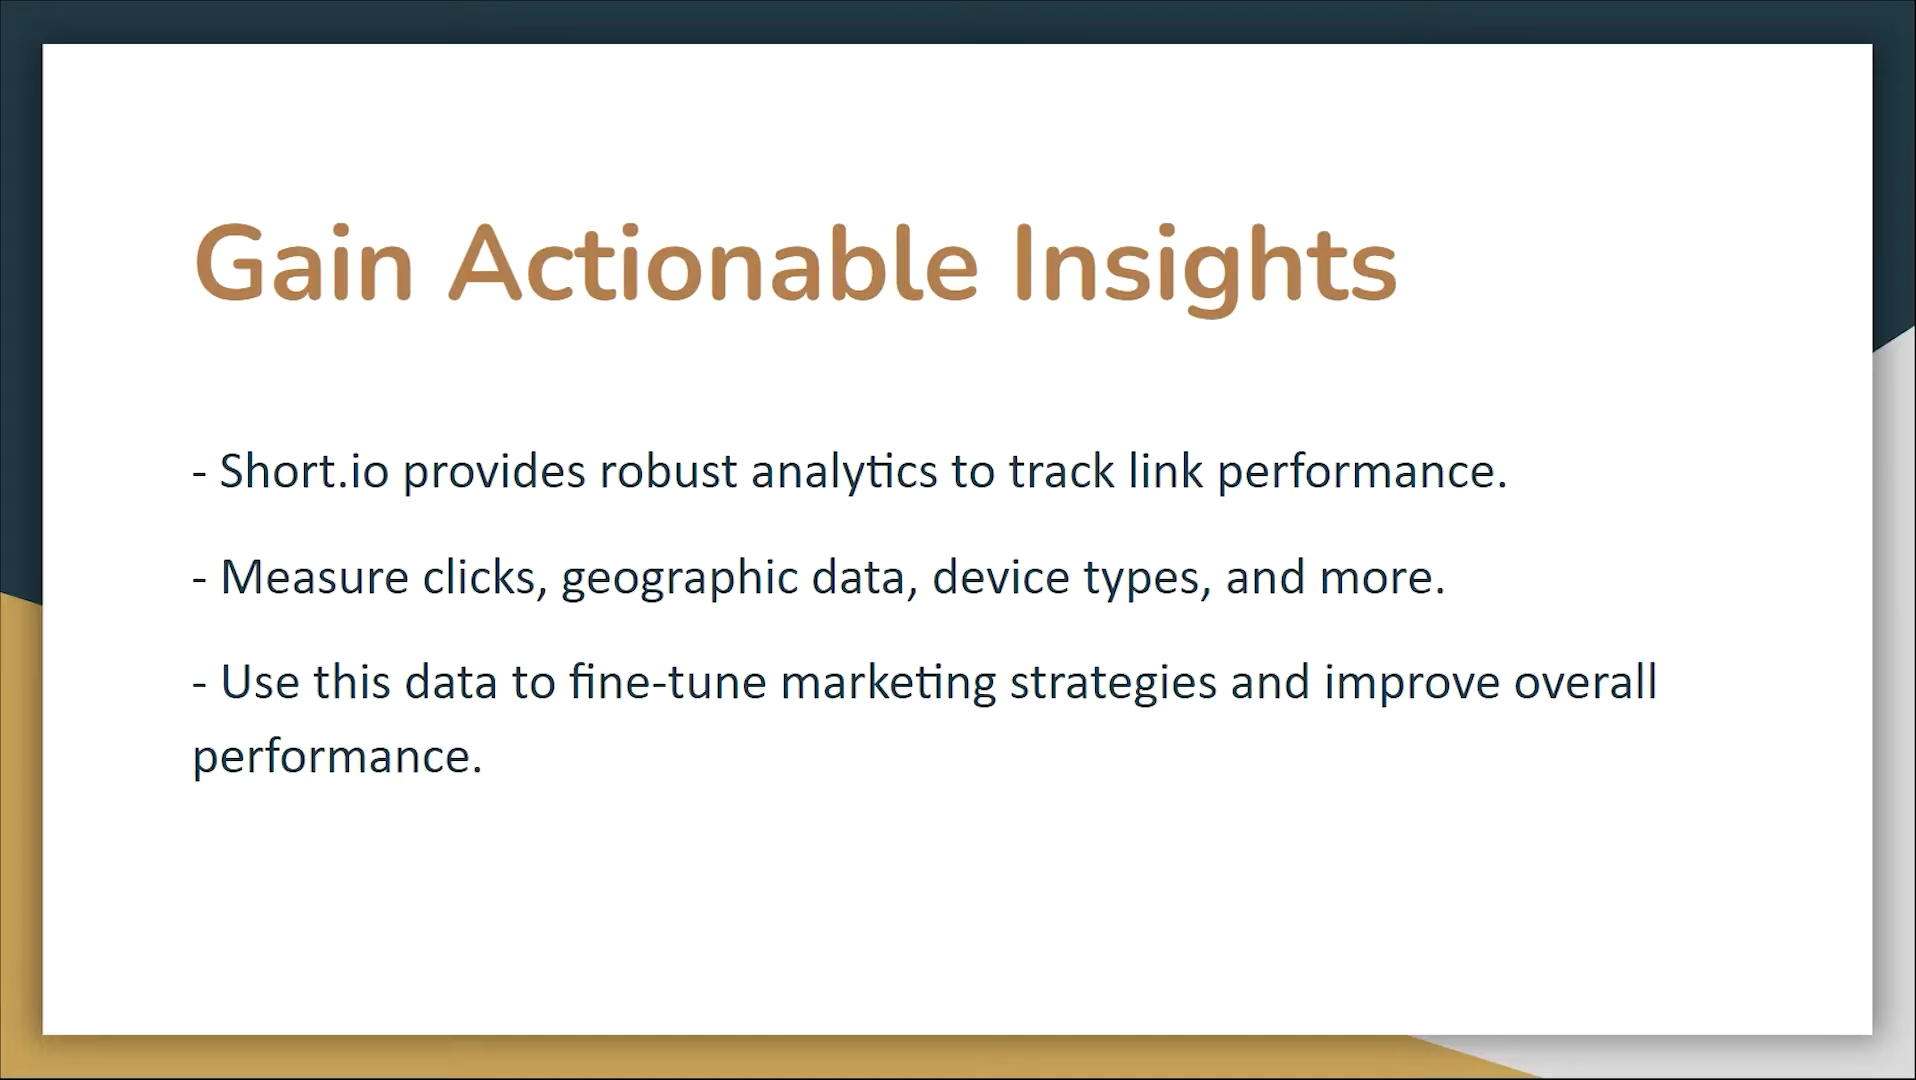 Gain Actionable Insights
- Short.io provides robust analytics to track link performance.
- Measure clicks, geographic data, device types, and more.
- Use this data to fine-tune marketing strategies and improve overall
performance.